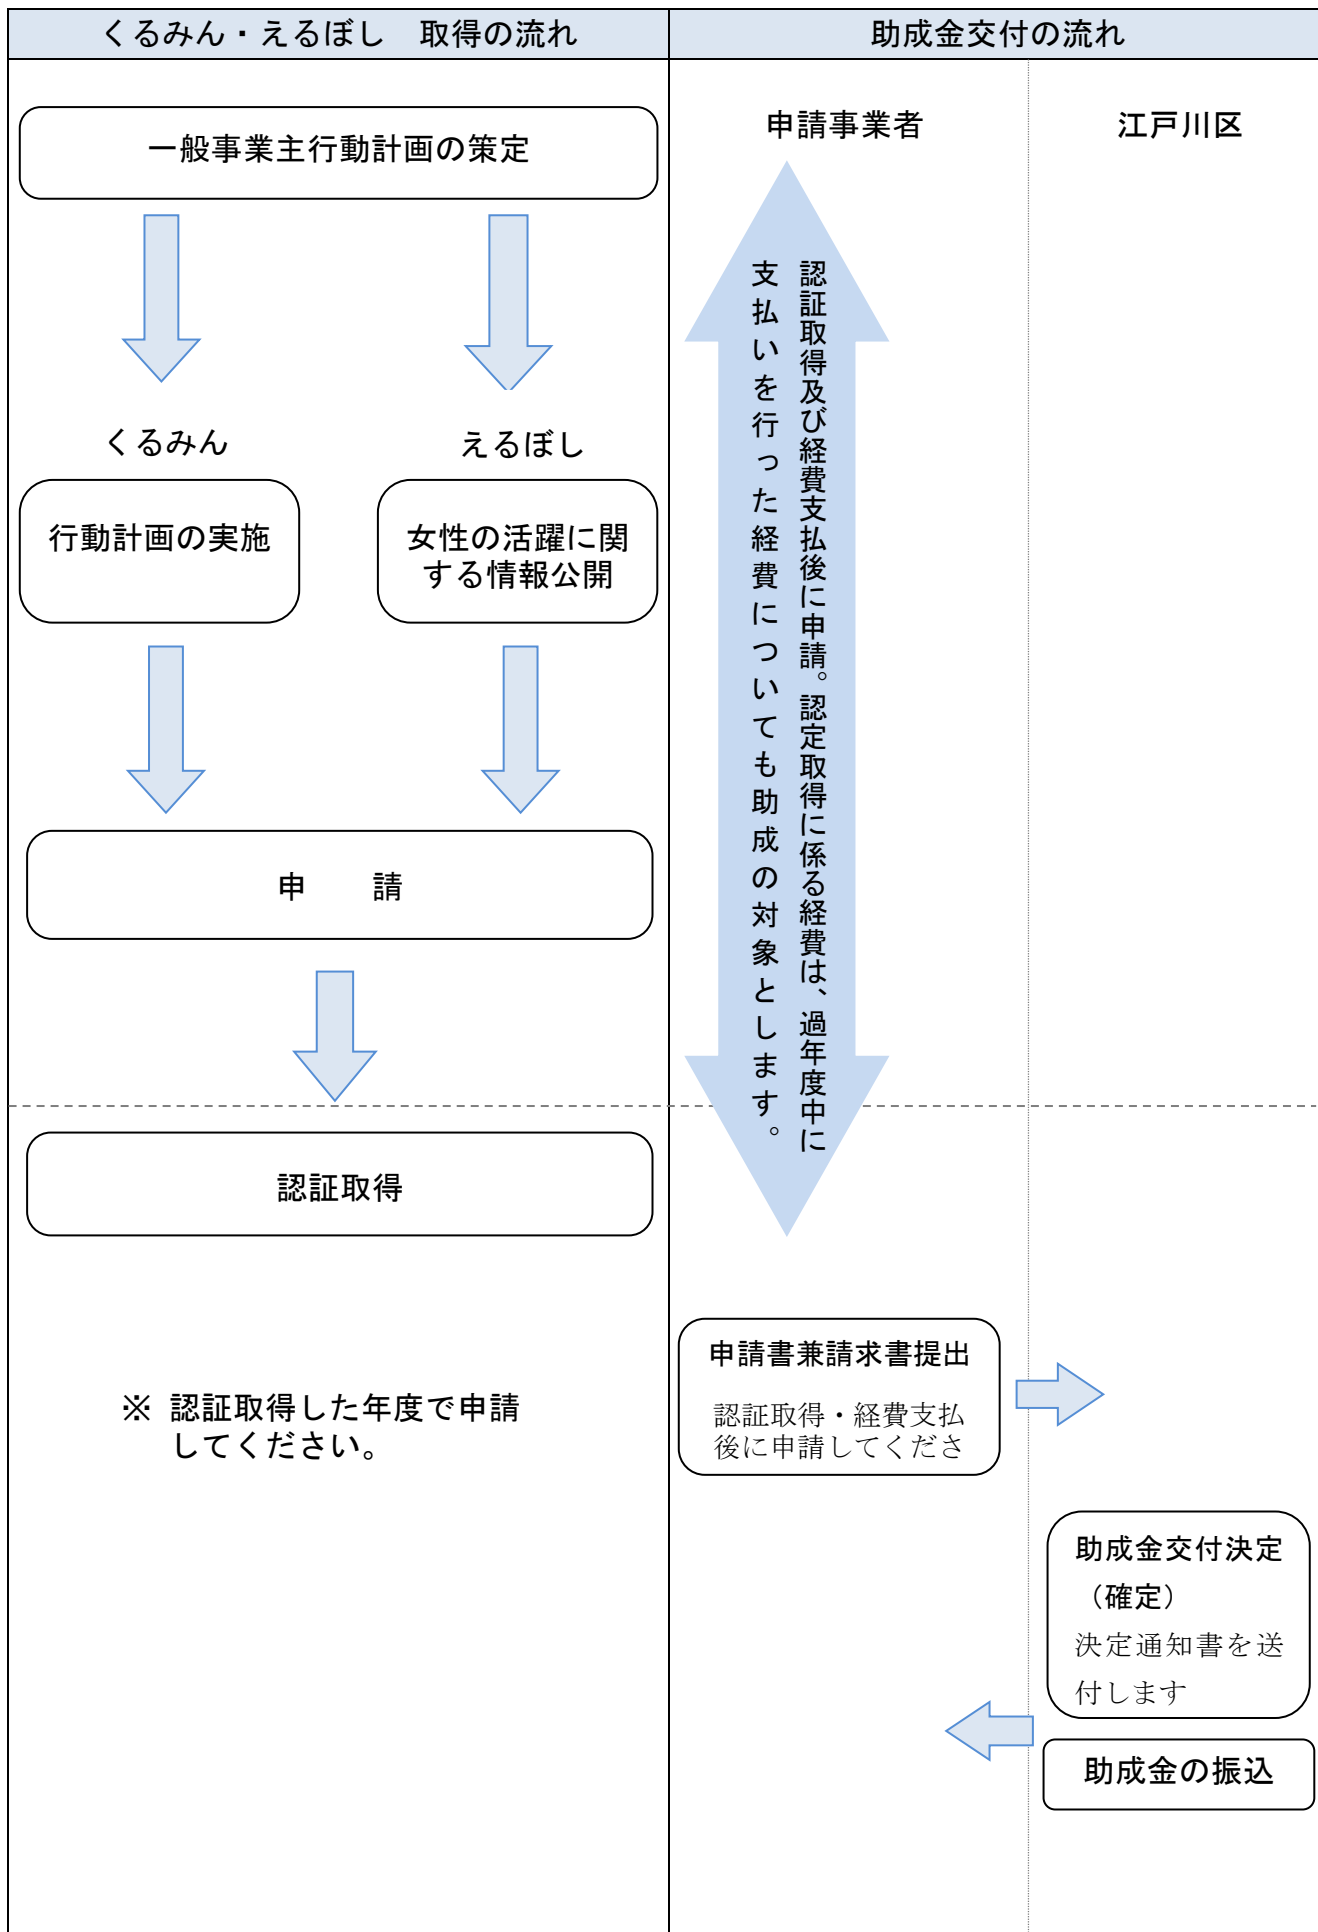 くるみん・えるぼし　取得の流れ
一般事業主行動計画の策定
くるみん
えるぼし
行動計画の実施
女性の活躍に関
する情報公開
申　　請
認証取得
※ 認証取得した年度で申請
してください。
助成金交付の流れ
申請事業者
江戸川区
認証取得及び経費支払後に申請。認定取得に係る経費は、過年度中に
支払いを行った経費についても助成の対象とします。
申請書兼請求書提出
認証取得・経費支払
後に申請してくださ
助成金交付決定
（確定）
決定通知書を送
付します
助成金の振込